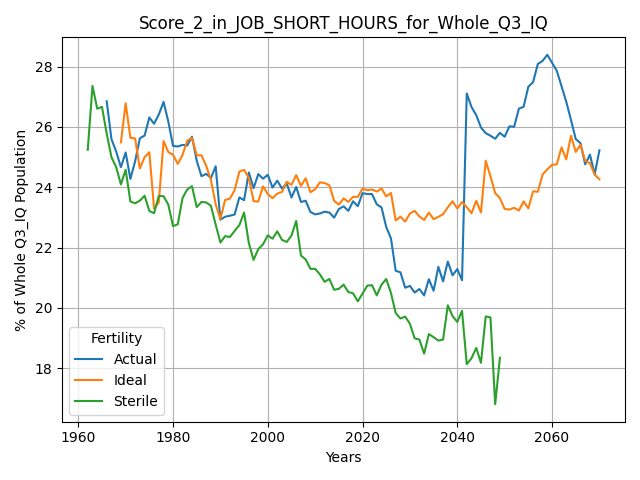 Score_2_in_JOB_SHORT_HOURS_for_Whole_Q3_IQ
% of Whole Q3_IQ Population
28
26
24
22
20
18
Fertility
Actual
Ideal
Sterile
1960 1980 2000 2020 2040 2060
Years